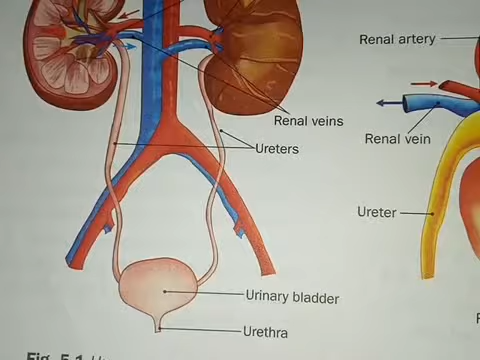 Renal veins
Ureters
Urinary bladder
Urethra
Renal artery
Renal vein
Ureter
Fig. 5.1